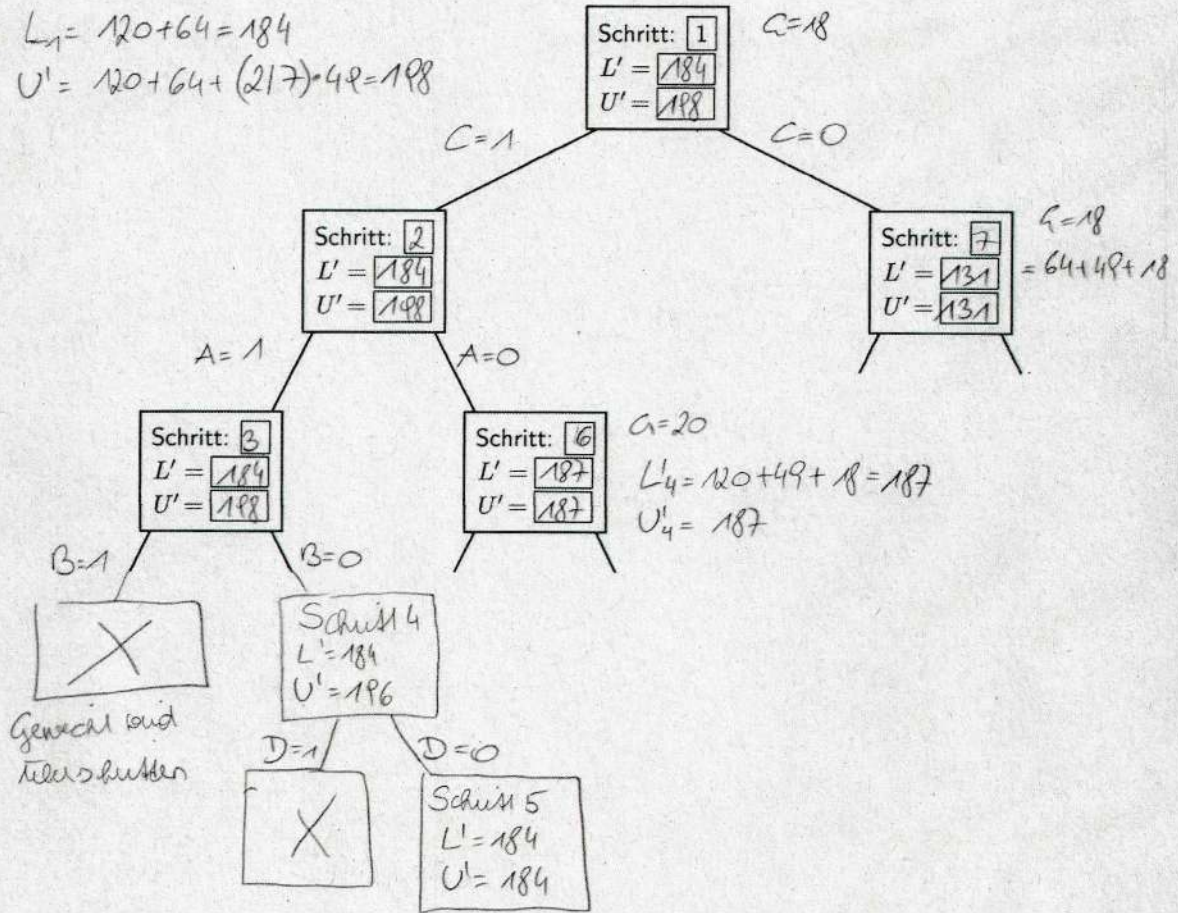 L₁ = 120+64 = 184
U' = 120+64+(2/7)·49=198
Schritt: 1
L' = 184
U' = 198
G=18
C=1
C=0
Schritt: 2
L' = 184
U' = 198
Schritt: 7
L' = 131
U' = 131
G=18
= 64+49+18
A=1
A=0
Schritt: 3
L' = 184
U' = 198
Schritt: 6
L' = 187
U' = 187
G=20
L'₄ = 120+49+18=187
U'₄ = 187
B=1
B=0
Schritt 4
L'=184
U'=196
Gewicht wird
D=1
D=0
Schritt 5
L'=184
U'=184